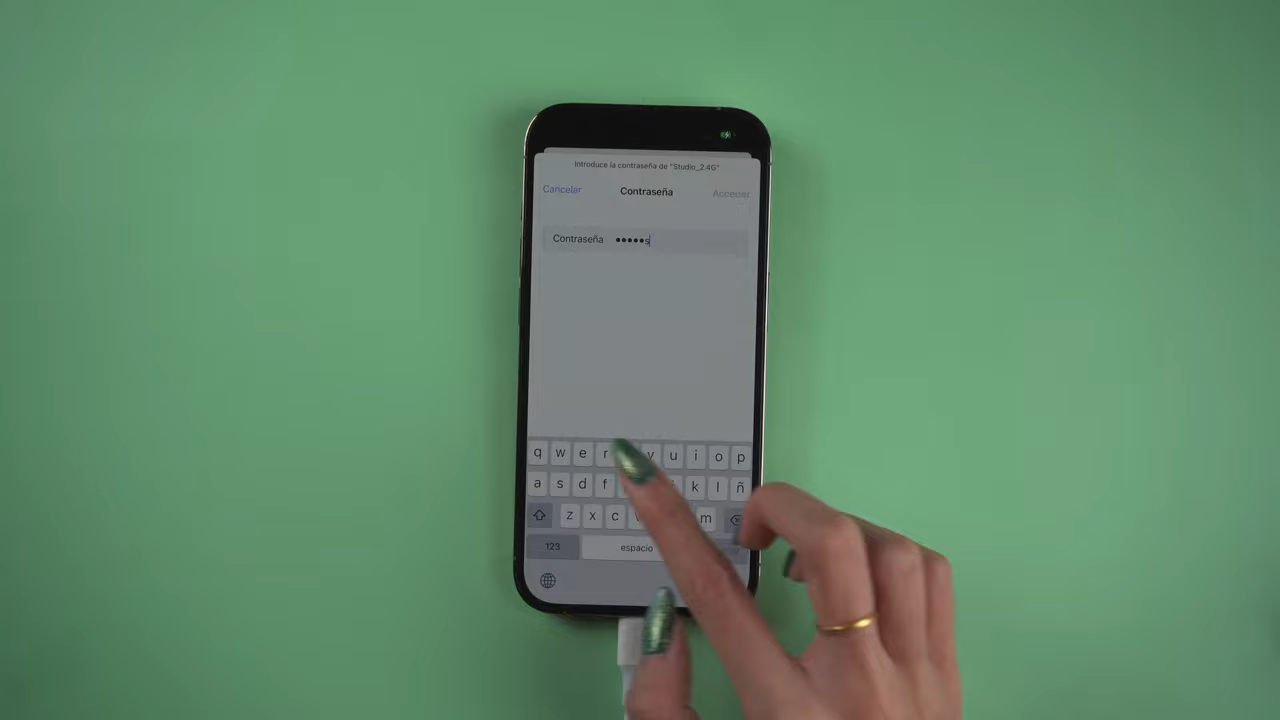 Introduce la contraseña de "Studio_2.4G"
Cancelar Contraseña Acceder
Contraseña •••••s
q w e r y u i o p
a s d f k l ñ
z x c m
123 espacio